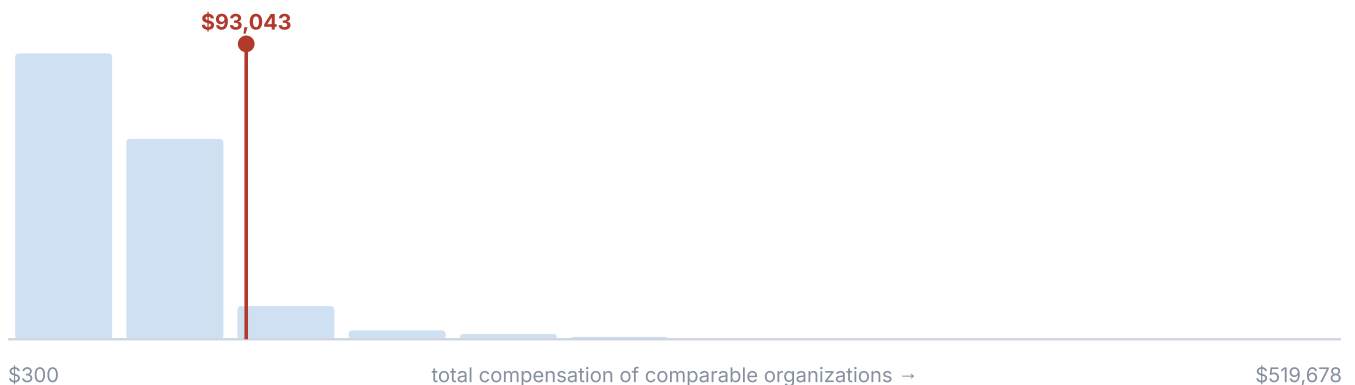 $93,043
$300 total compensation of comparable organizations → $519,678